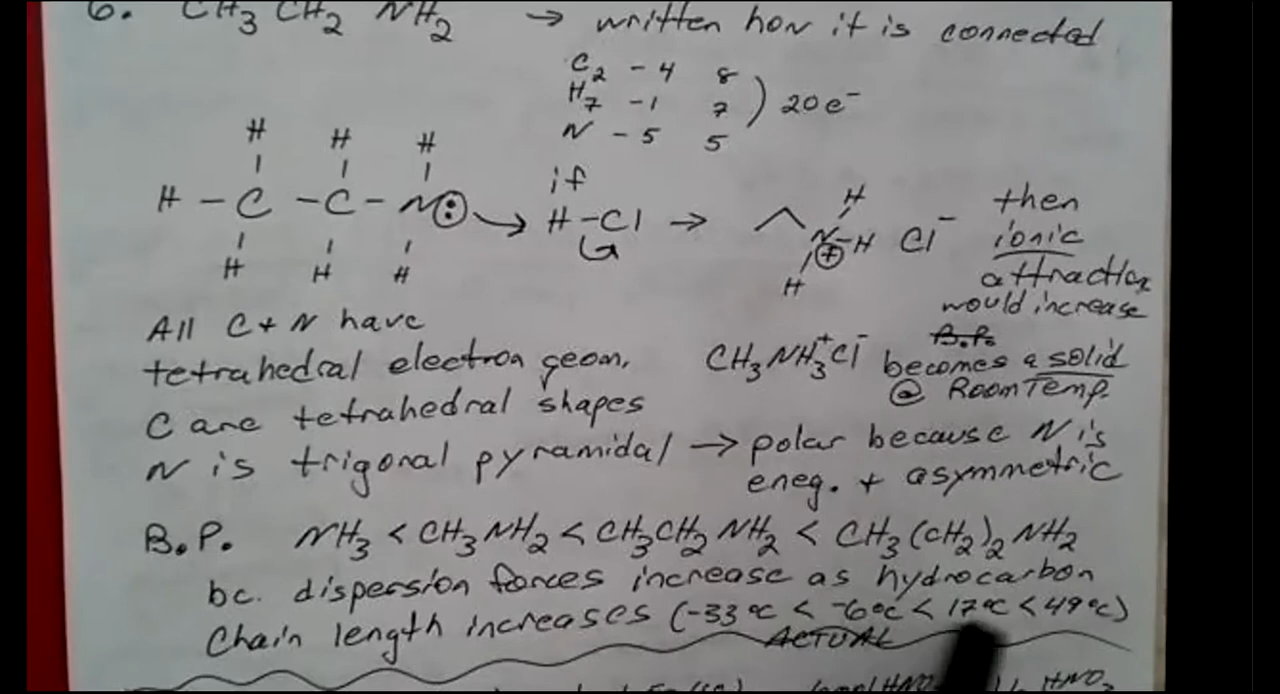 6. CH3 CH2 NH2 → written how it is connected
C2 - 4 8
H7 - 1 7 ) 20e⁻
N - 5 5
H H H
H - C - C - N: if H - Cl → N⊕ - H Cl⁻ then
H H H H H ionic
attraction
would increase
All C + N have B.P.
tetrahedral electron geom. CH3NH3⁺Cl⁻ becomes a solid
C are tetrahedral shapes @ Room Temp.
N is trigonal pyramidal → polar because N is
eneg. + asymmetric
B.P. NH3 < CH3NH2 < CH3CH2NH2 < CH3(CH2)2NH2
bc. dispersion forces increase as hydrocarbon
Chain length increases (-33°C < -6°C < 17°C < 49°C)
ACTUAL
HNO3